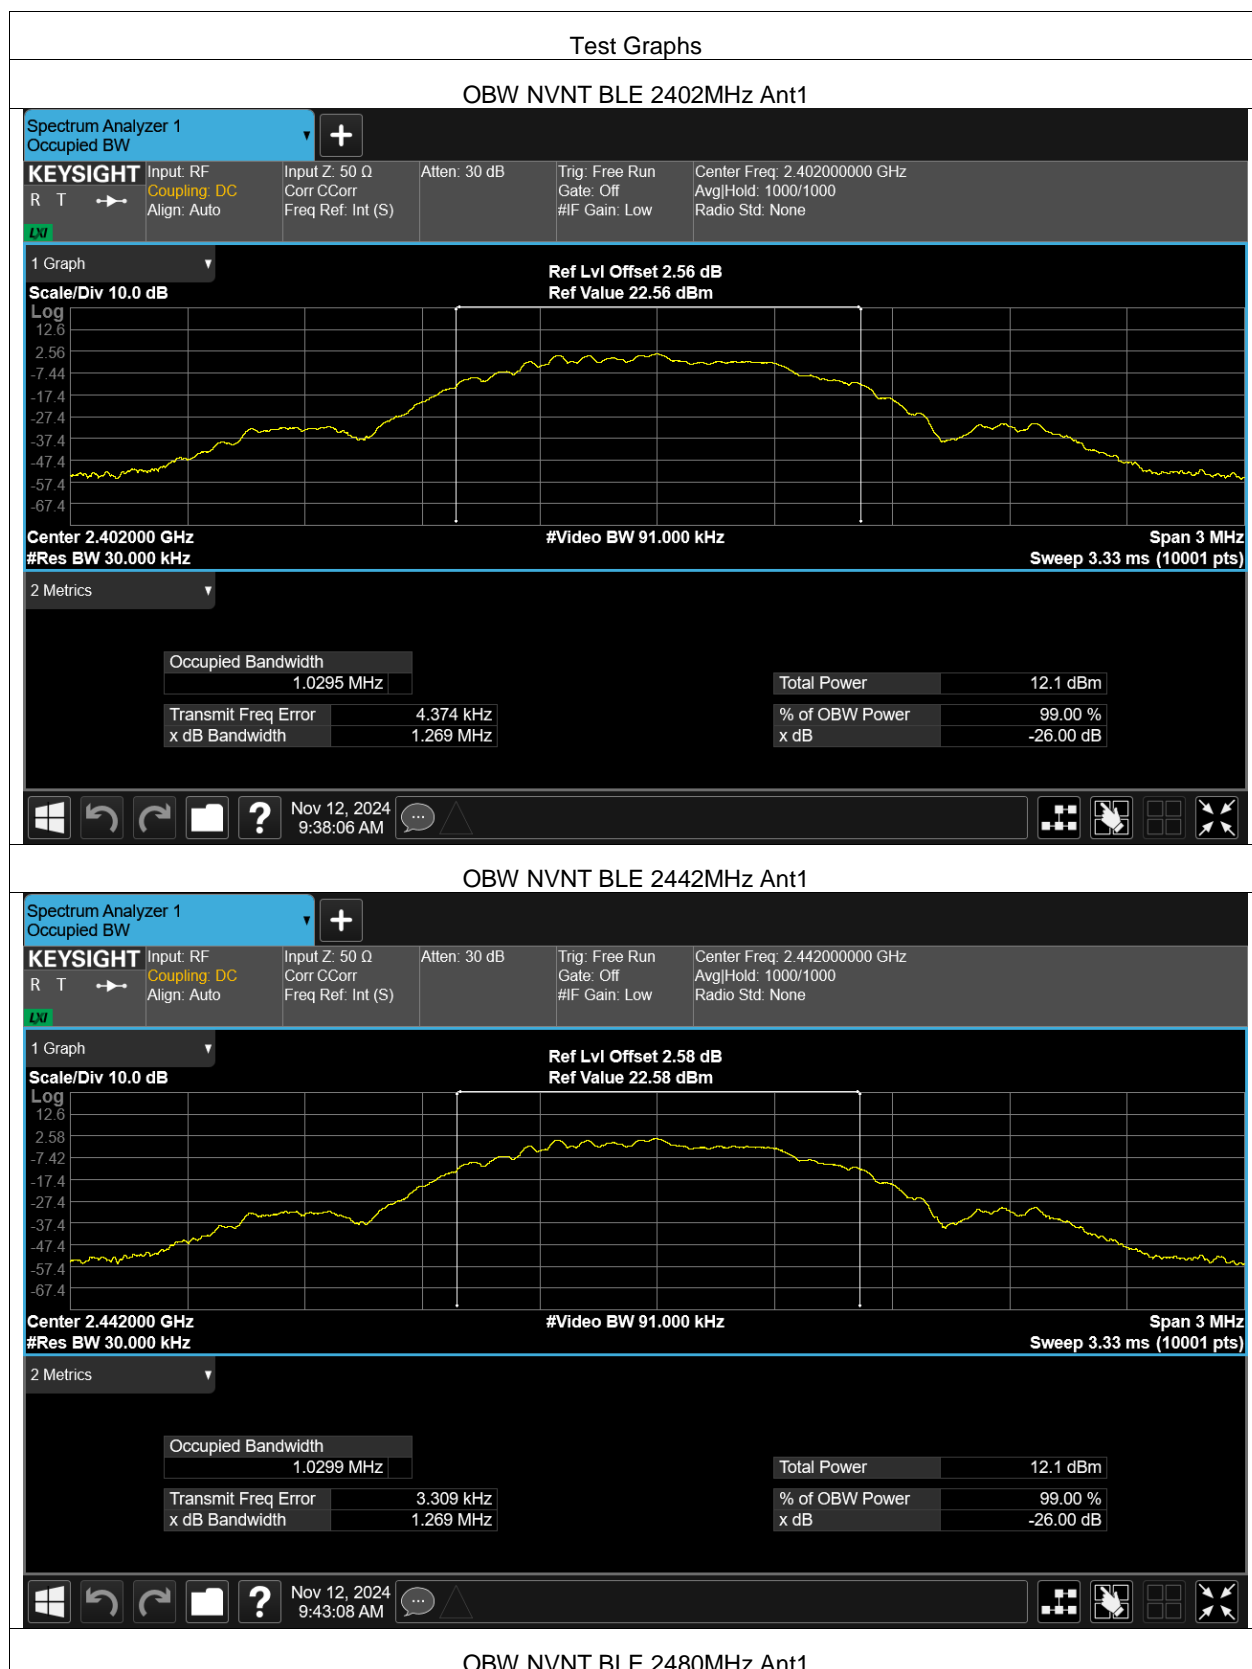 Test Graphs
OBW NVNT BLE 2402MHz Ant1
Spectrum Analyzer 1
Occupied BW
KEYSIGHT
R T
LXI
Input: RF
Coupling: DC
Align: Auto
Input Z: 50 Ω
Corr CCorr
Freq Ref: Int (S)
Atten: 30 dB
Trig: Free Run
Gate: Off
#IF Gain: Low
Center Freq: 2.402000000 GHz
Avg|Hold: 1000/1000
Radio Std: None
1 Graph
Scale/Div 10.0 dB
Ref Lvl Offset 2.56 dB
Ref Value 22.56 dBm
Log
12.6
2.56
-7.44
-17.4
-27.4
-37.4
-47.4
-57.4
-67.4
Center 2.402000 GHz
#Video BW 91.000 kHz
Span 3 MHz
#Res BW 30.000 kHz
Sweep 3.33 ms (10001 pts)
2 Metrics
Occupied Bandwidth
1.0295 MHz
Total Power 12.1 dBm
Transmit Freq Error 4.374 kHz
% of OBW Power 99.00 %
x dB Bandwidth 1.269 MHz
x dB -26.00 dB
?
Nov 12, 2024
9:38:06 AM
OBW NVNT BLE 2442MHz Ant1
Spectrum Analyzer 1
Occupied BW
KEYSIGHT
R T
LXI
Input: RF
Coupling: DC
Align: Auto
Input Z: 50 Ω
Corr CCorr
Freq Ref: Int (S)
Atten: 30 dB
Trig: Free Run
Gate: Off
#IF Gain: Low
Center Freq: 2.442000000 GHz
Avg|Hold: 1000/1000
Radio Std: None
1 Graph
Scale/Div 10.0 dB
Ref Lvl Offset 2.58 dB
Ref Value 22.58 dBm
Log
12.6
2.58
-7.42
-17.4
-27.4
-37.4
-47.4
-57.4
-67.4
Center 2.442000 GHz
#Video BW 91.000 kHz
Span 3 MHz
#Res BW 30.000 kHz
Sweep 3.33 ms (10001 pts)
2 Metrics
Occupied Bandwidth
1.0299 MHz
Total Power 12.1 dBm
Transmit Freq Error 3.309 kHz
% of OBW Power 99.00 %
x dB Bandwidth 1.269 MHz
x dB -26.00 dB
?
Nov 12, 2024
9:43:08 AM
OBW NVNT BLE 2480MHz Ant1